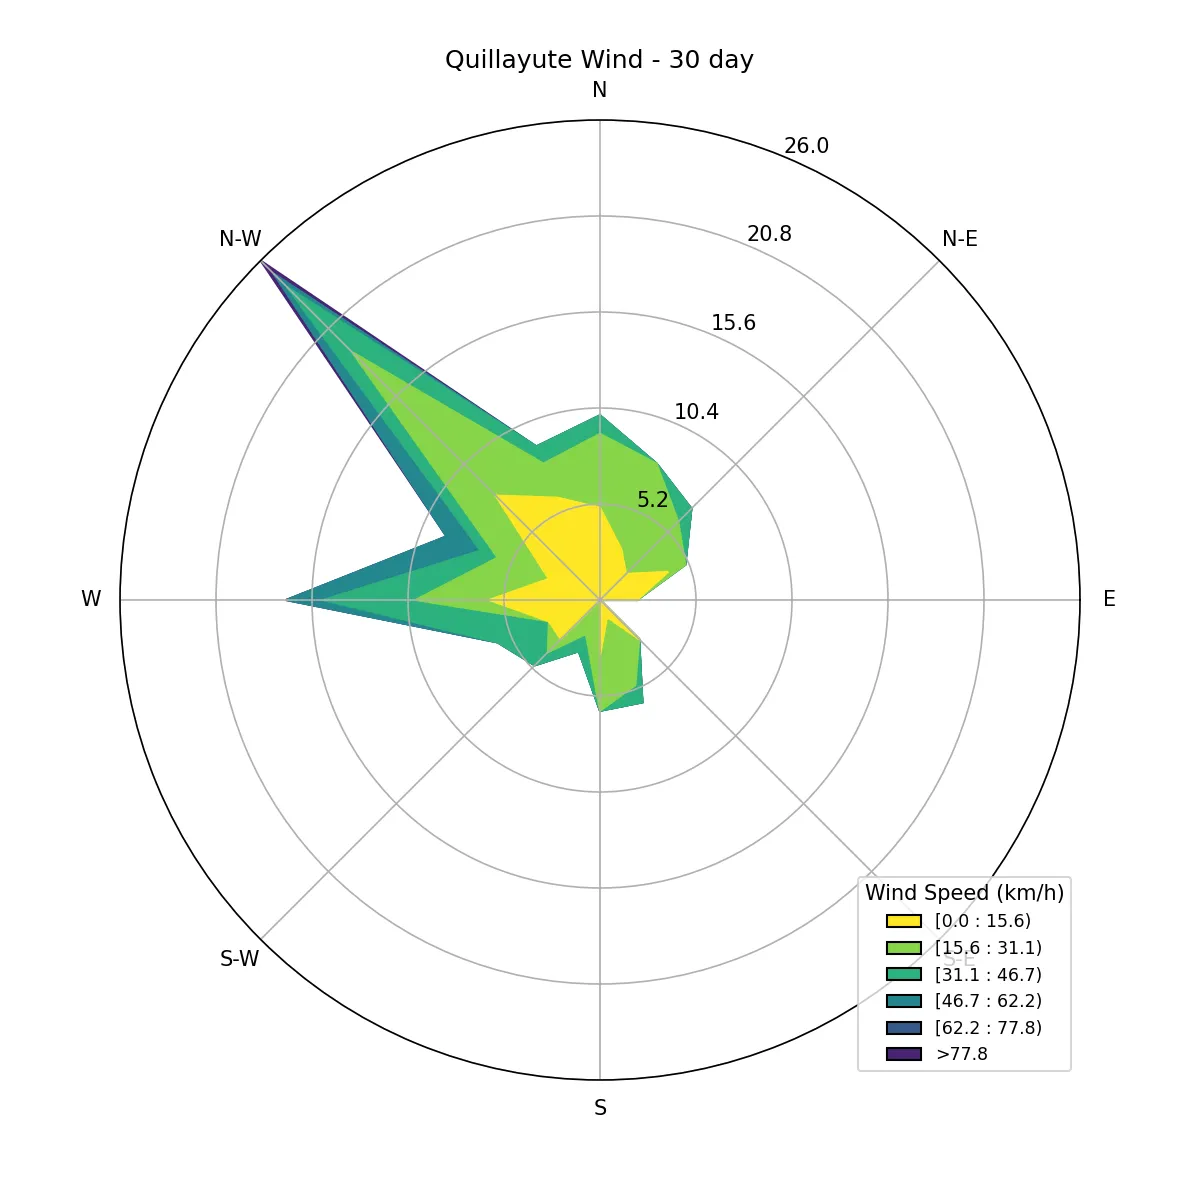 Quillayute Wind - 30 day
N
26.0
N-W
N-E
20.8
15.6
10.4
5.2
W
E
S-W
S-E
S
Wind Speed (km/h)
[0.0 : 15.6)
[15.6 : 31.1)
[31.1 : 46.7)
[46.7 : 62.2)
[62.2 : 77.8)
>77.8